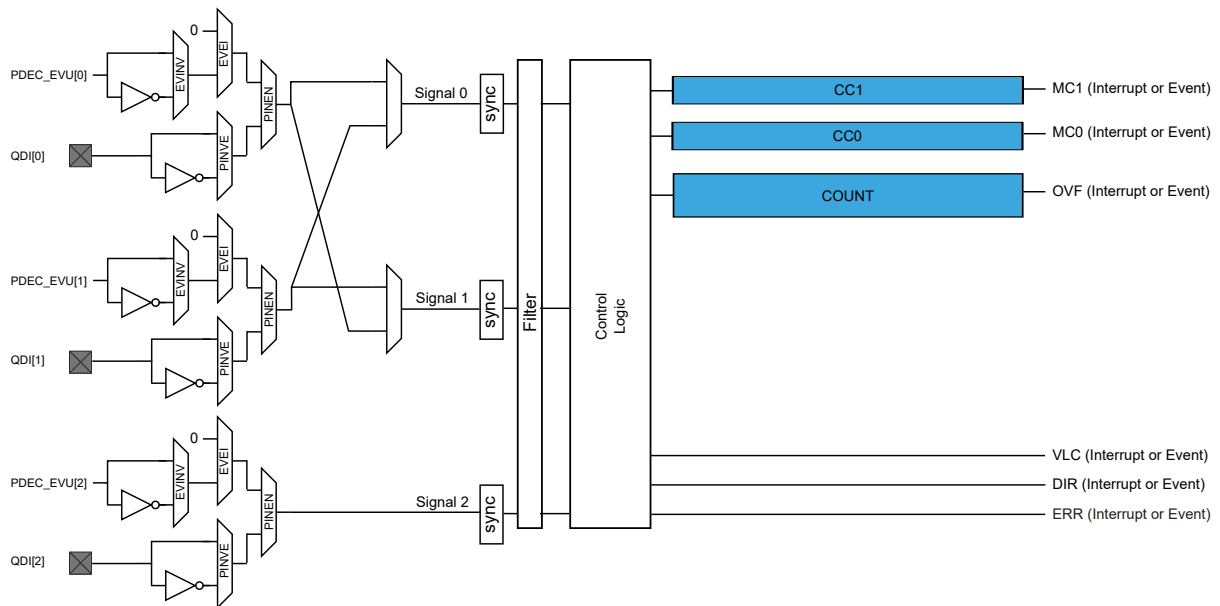 0
EVEI
PDEC_EVU[0]
EVINV
PINEN
QDI[0]
PINVE
Signal 0
sync
0
EVEI
PDEC_EVU[1]
EVINV
PINEN
QDI[1]
PINVE
Signal 1
sync
0
EVEI
PDEC_EVU[2]
EVINV
PINEN
QDI[2]
PINVE
Signal 2
sync
Filter
Control
Logic
CC1
MC1 (Interrupt or Event)
CC0
MC0 (Interrupt or Event)
COUNT
OVF (Interrupt or Event)
VLC (Interrupt or Event)
DIR (Interrupt or Event)
ERR (Interrupt or Event)